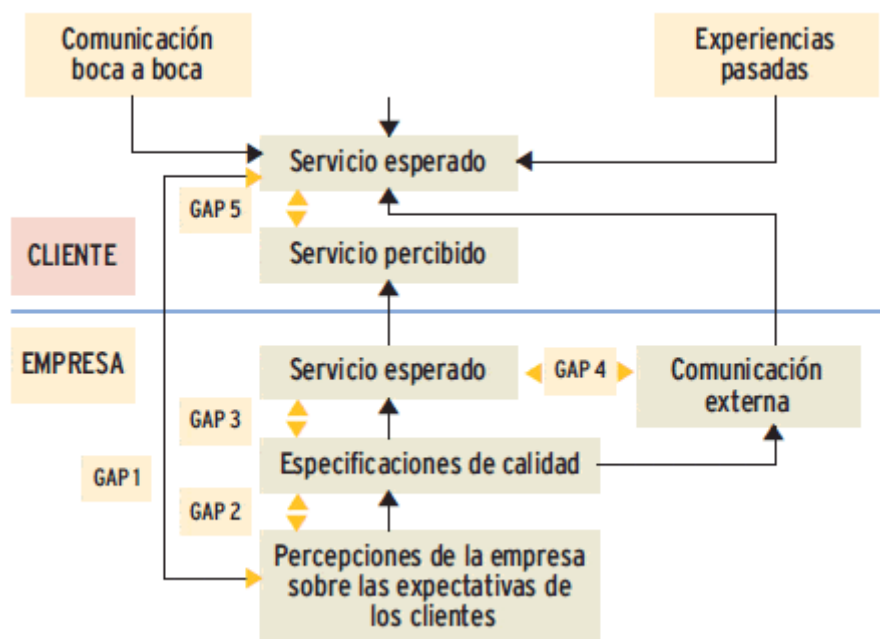 Comunicación
boca a boca
Experiencias
pasadas
Servicio esperado
GAP 5
CLIENTE
Servicio percibido
EMPRESA
Servicio esperado
GAP 4
Comunicación
externa
GAP 3
Especificaciones de calidad
GAP 1
GAP 2
Percepciones de la empresa
sobre las expectativas de
los clientes